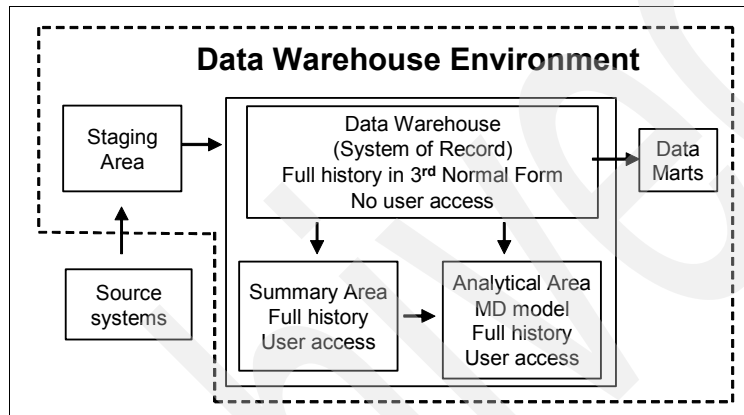 Data Warehouse Environment
Staging
Area
Data Warehouse
(System of Record)
Full history in 3rd Normal Form
No user access
Data
Marts
Source
systems
Summary Area
Full history
User access
Analytical Area
MD model
Full history
User access